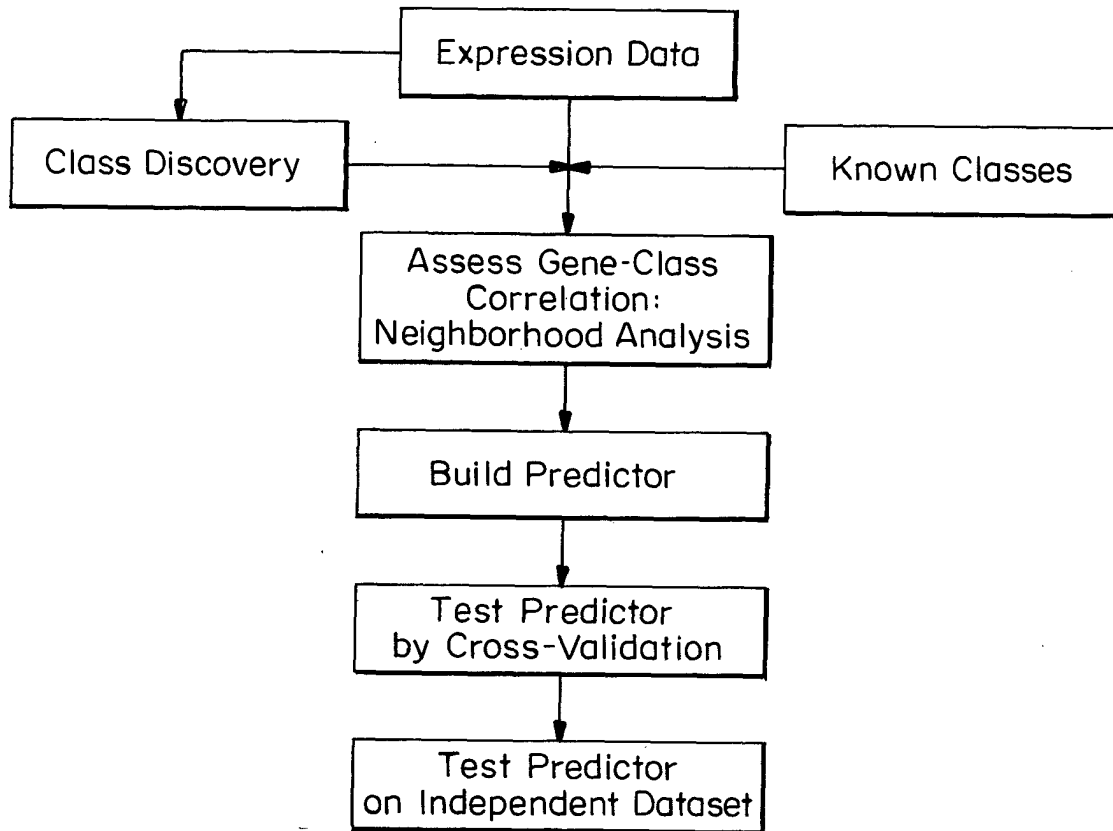 Expression Data
Class Discovery
Known Classes
Assess Gene-Class
Correlation:
Neighborhood Analysis
Build Predictor
Test Predictor
by Cross-Validation
Test Predictor
on Independent Dataset